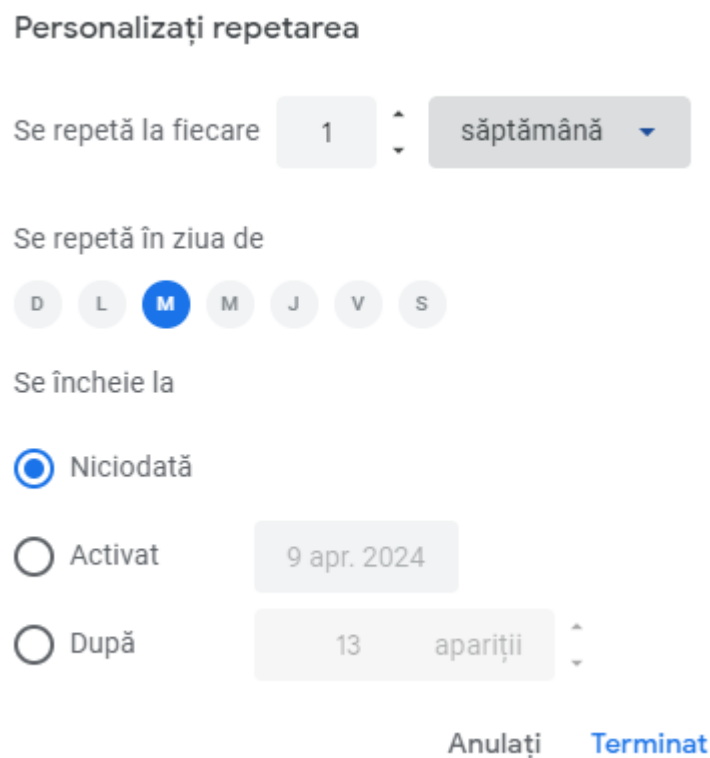 Personalizați repetarea
Se repetă la fiecare 1 săptămână
Se repetă în ziua de
D L M M J V S
Se încheie la
Niciodată
Activat 9 apr. 2024
După 13 apariții
Anulați Terminat